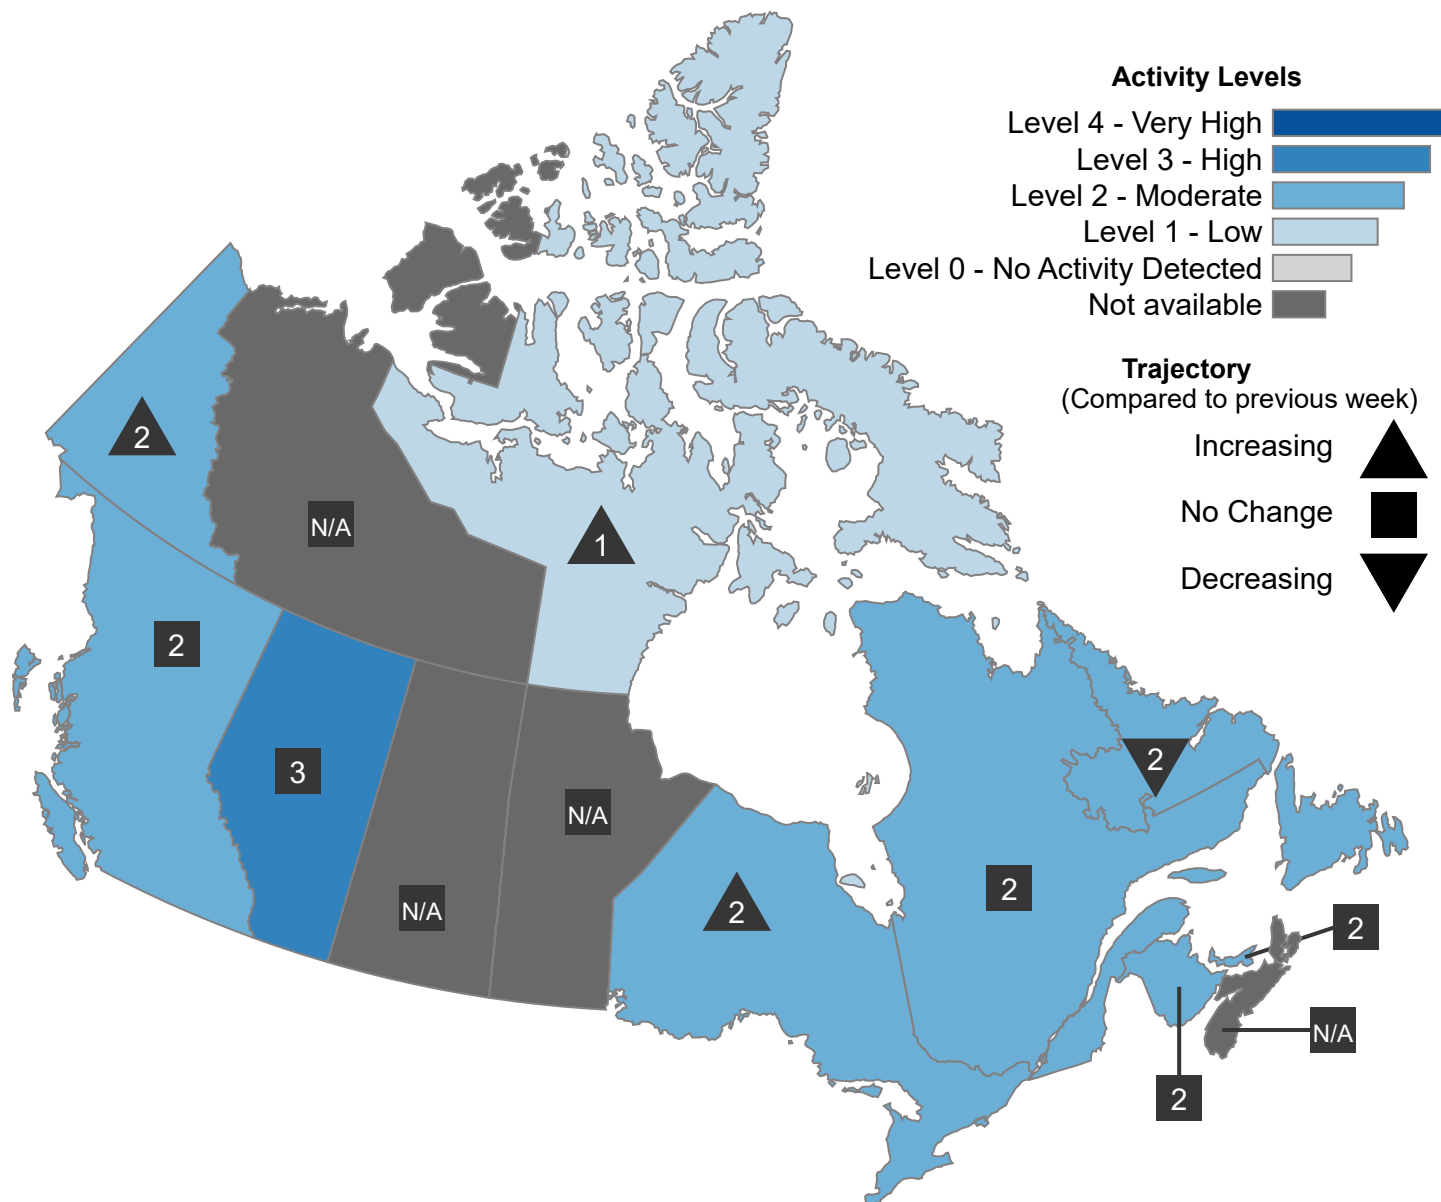 Activity Levels
Level 4 - Very High
Level 3 - High
Level 2 - Moderate
Level 1 - Low
Level 0 - No Activity Detected
Not available
Trajectory
(Compared to previous week)
Increasing
No Change
Decreasing
2
N/A
1
2
3
N/A
N/A
2
2
2
2
N/A
2